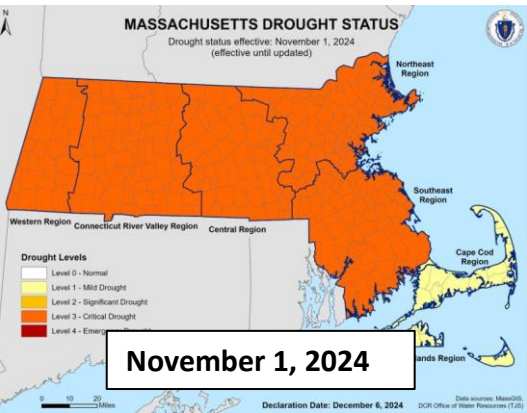 N
MASSACHUSETTS DROUGHT STATUS
Drought status effective: November 1, 2024
(effective until updated)
Northeast
Region
Southeast
Region
Western Region
Connecticut River Valley Region
Central Region
Cape Cod
Region
Drought Levels
Level 0 - Normal
Level 1 - Mild Drought
Level 2 - Significant Drought
Level 3 - Critical Drought
Level 4 -
lands Region
November 1, 2024
0 10 20
Miles
Declaration Date: December 6, 2024
Data sources: MassGIS
DCR Office of Water Resources (TJS)